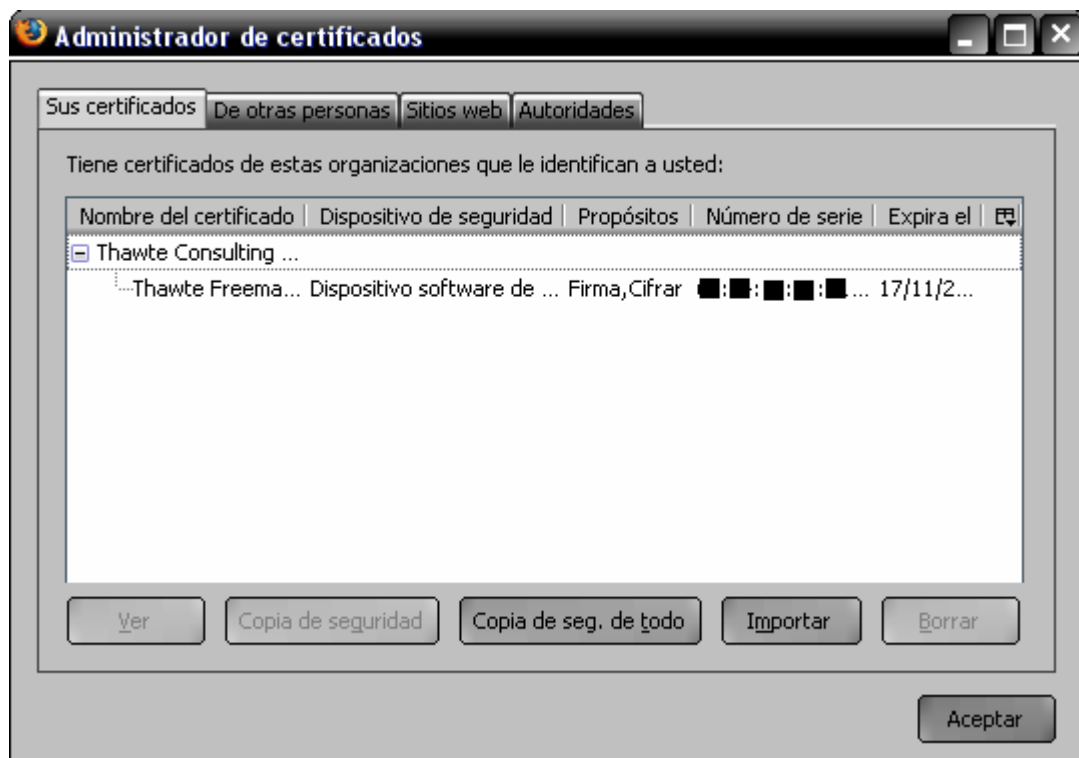 Administrador de certificados
Sus certificados De otras personas Sitios web Autoridades
Tiene certificados de estas organizaciones que le identifican a usted:
Nombre del certificado Dispositivo de seguridad Propósitos Número de serie Expira el
Thawte Consulting ...
Thawte Freema... Dispositivo software de ... Firma,Cifrar : : : : ... 17/11/2...
Ver Copia de seguridad Copia de seg. de todo Importar Borrar
Aceptar